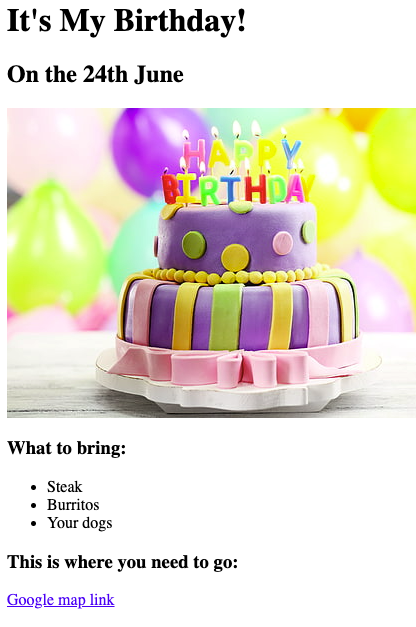 It's My Birthday!
On the 24th June
HAPPY
BIRTHDAY
What to bring:
Steak
Burritos
Your dogs
This is where you need to go:
Google map link